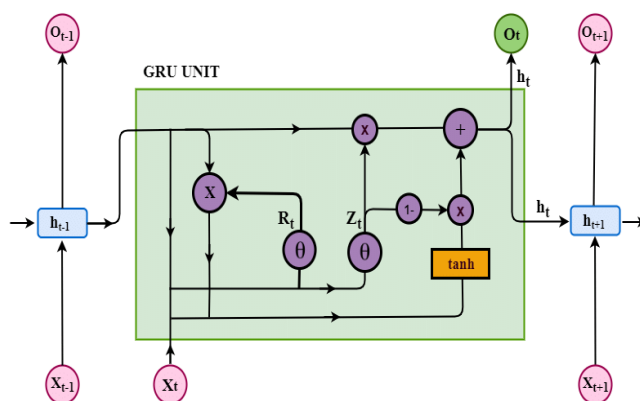 Ot-1
Ot
Ot+1
GRU UNIT
ht
x
+
X
Rt
Zt
1-
x
ht-1
ht
ht+1
θ
θ
tanh
Xt-1
Xt
Xt+1